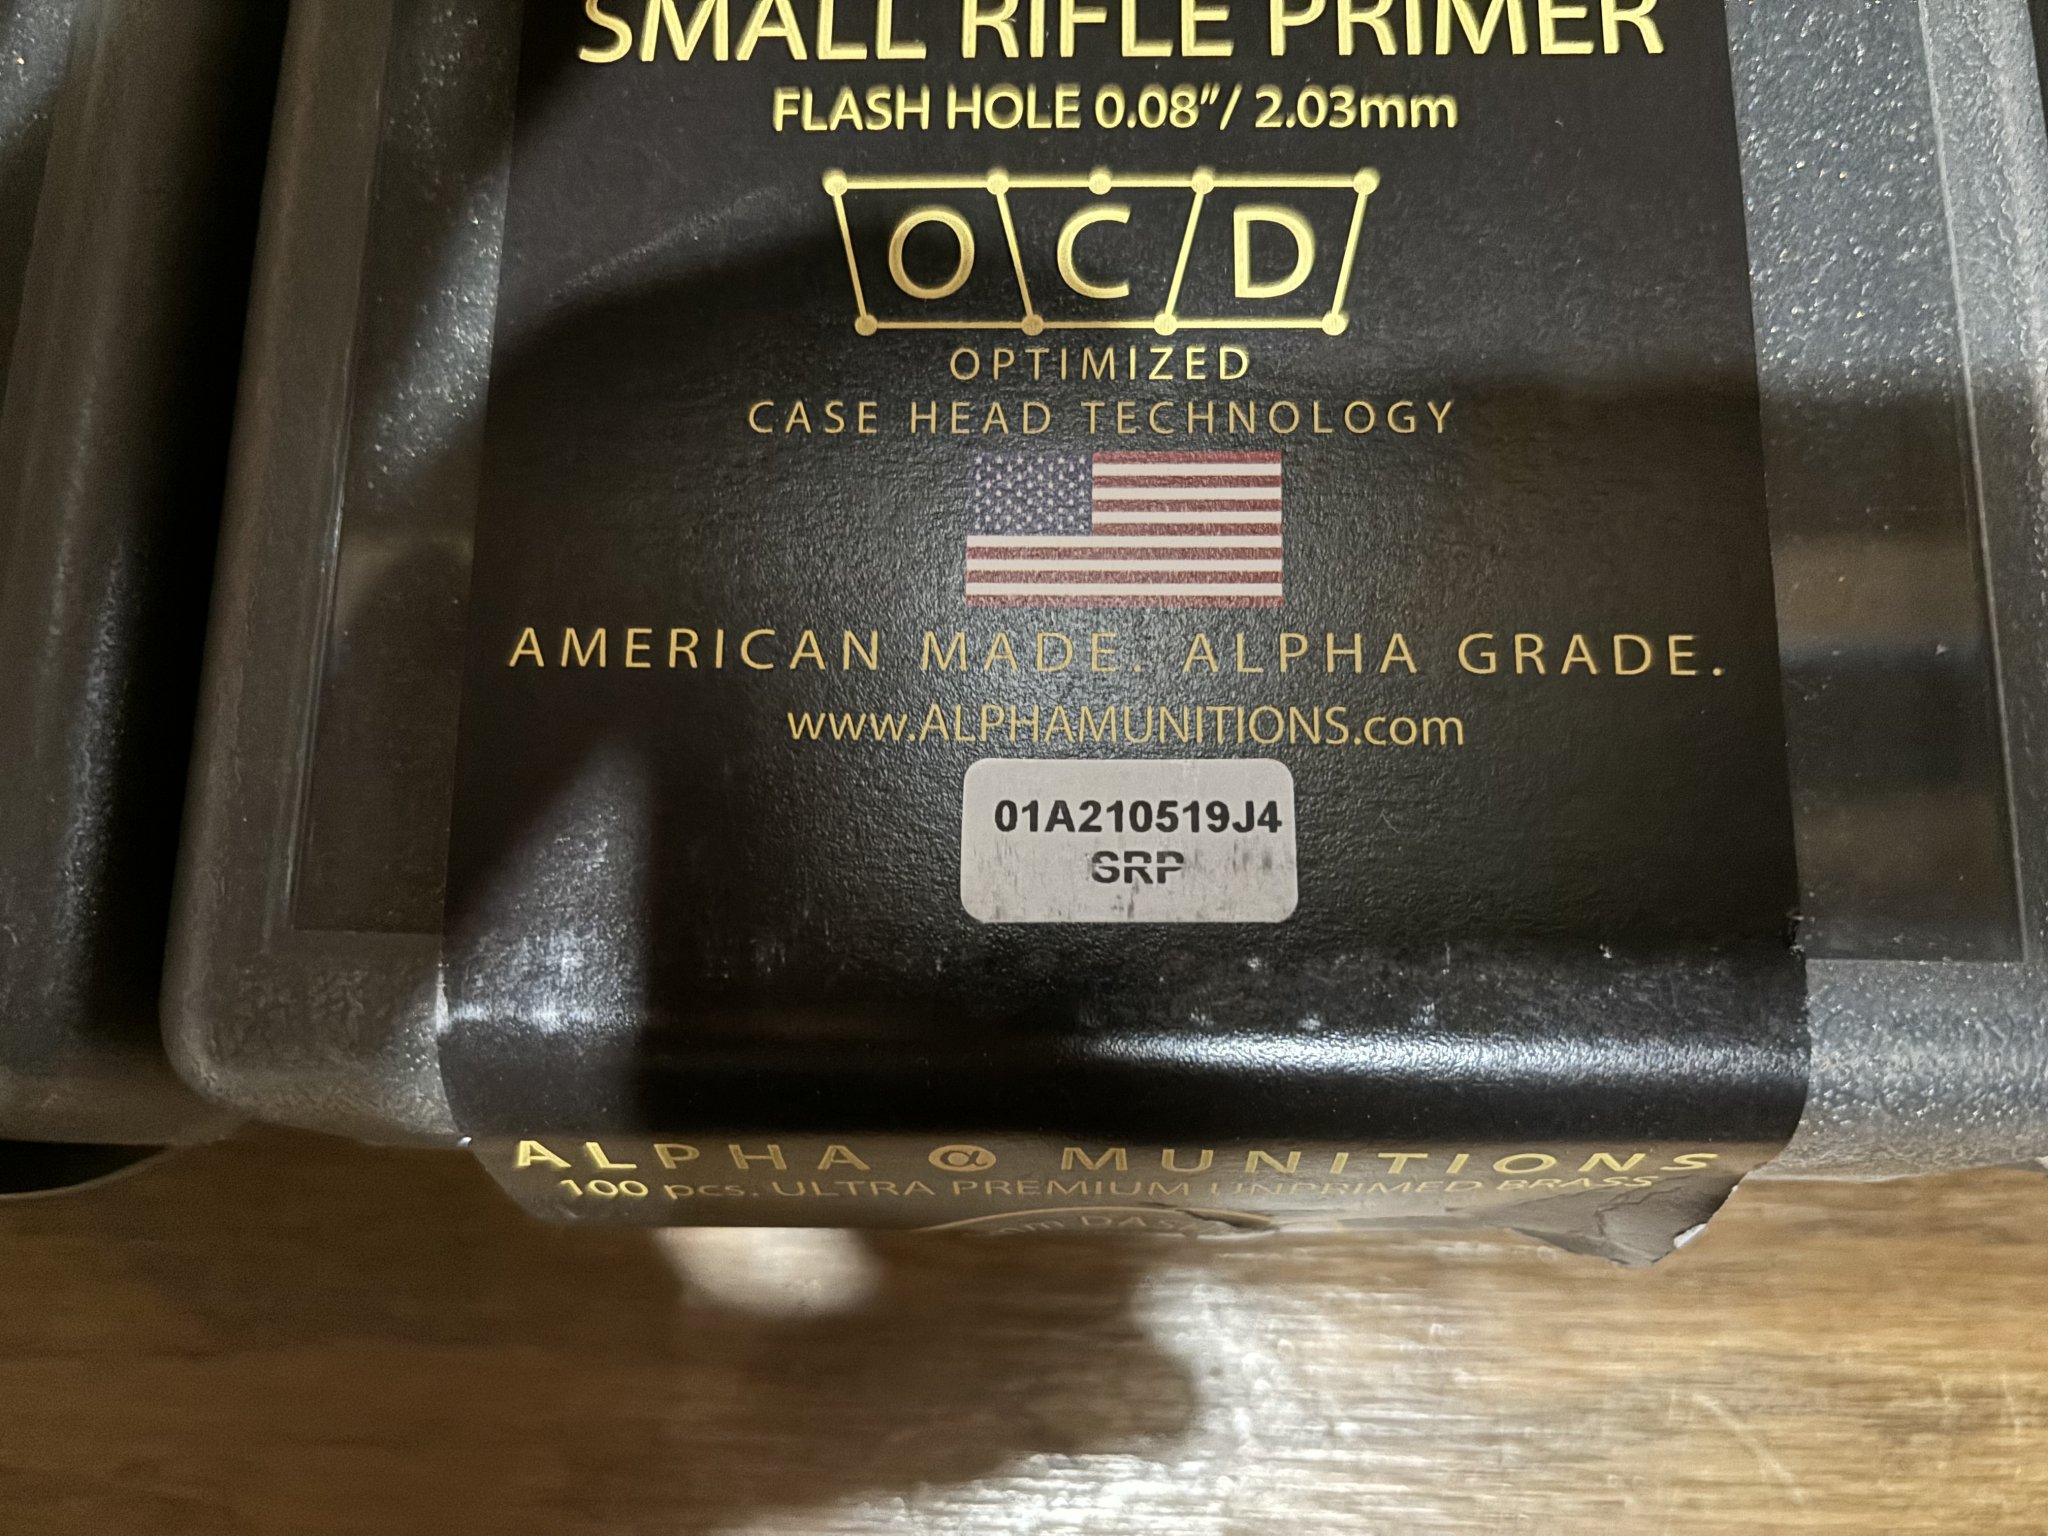 SMALL RIFLE PRIMER
FLASH HOLE 0.08"/ 2.03mm
O C D
OPTIMIZED
CASE HEAD TECHNOLOGY
AMERICAN MADE. ALPHA GRADE.
www.ALPHAMUNITIONS.com
01A210519J4
SRP
ALPHA α MUNITIONS
100 pcs. ULTRA PREMIUM UNPRIMED BRASS